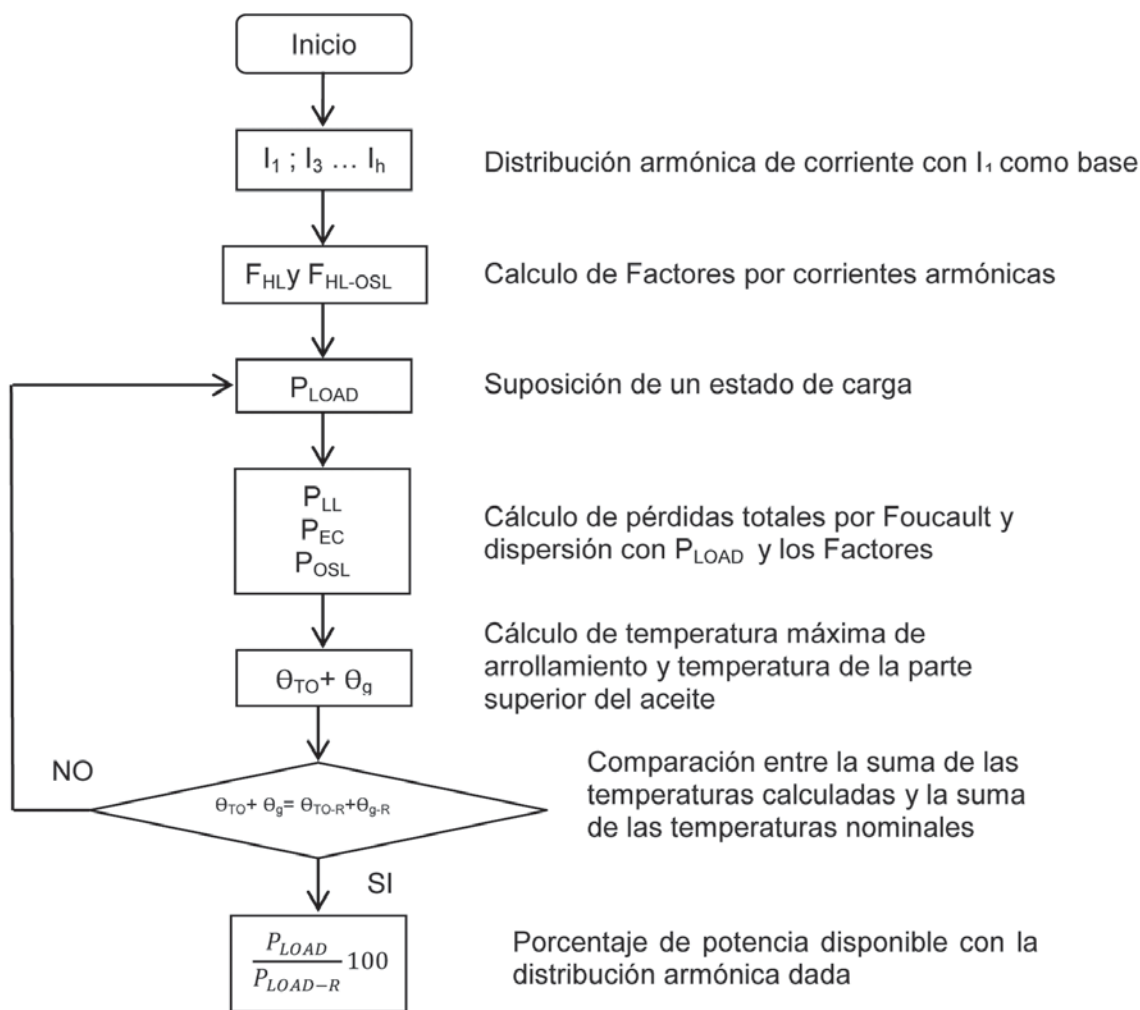 Inicio
I₁ ; I₃ ... Iₕ
Distribución armónica de corriente con I₁ como base
F_HL y F_HL-OSL
Calculo de Factores por corrientes armónicas
P_LOAD
Suposición de un estado de carga
P_LL
P_EC
P_OSL
Cálculo de pérdidas totales por Foucault y
dispersión con P_LOAD y los Factores
ϴ_TO+ ϴ_g
Cálculo de temperatura máxima de
arrollamiento y temperatura de la parte
superior del aceite
NO
ϴ_TO+ ϴ_g= ϴ_TO-R+ϴ_g-R
Comparación entre la suma de las
temperaturas calculadas y la suma
de las temperaturas nominales
SI
P_LOAD
P_LOAD−R
100
Porcentaje de potencia disponible con la
distribución armónica dada